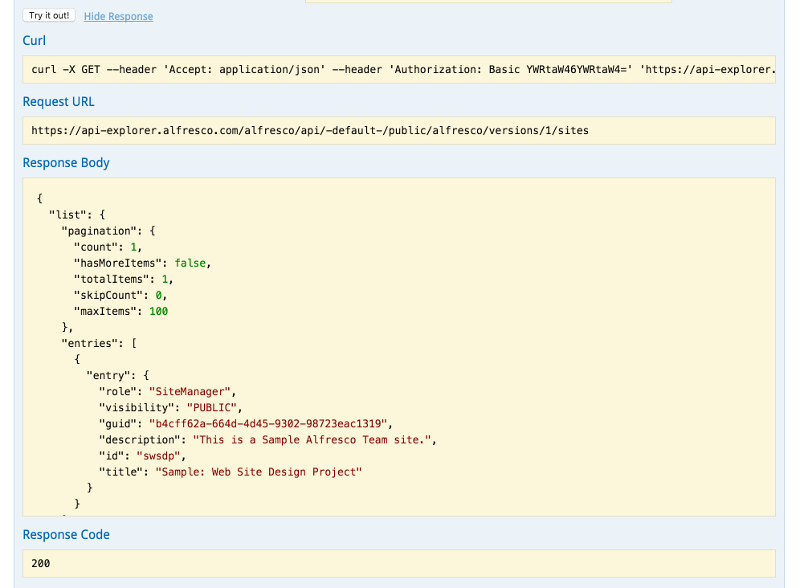 Try it out! Hide Response
Curl
curl -X GET --header 'Accept: application/json' --header 'Authorization: Basic YWRtaW46YWRtaW4=' 'https://api-explorer.
Request URL
https://api-explorer.alfresco.com/alfresco/api/-default-/public/alfresco/versions/1/sites
Response Body
{
"list": {
"pagination": {
"count": 1,
"hasMoreItems": false,
"totalItems": 1,
"skipCount": 0,
"maxItems": 100
},
"entries": [
{
"entry": {
"role": "SiteManager",
"visibility": "PUBLIC",
"guid": "b4cff62a-664d-4d45-9302-98723eac1319",
"description": "This is a Sample Alfresco Team site.",
"id": "swsdp",
"title": "Sample: Web Site Design Project"
}
}
Response Code
200